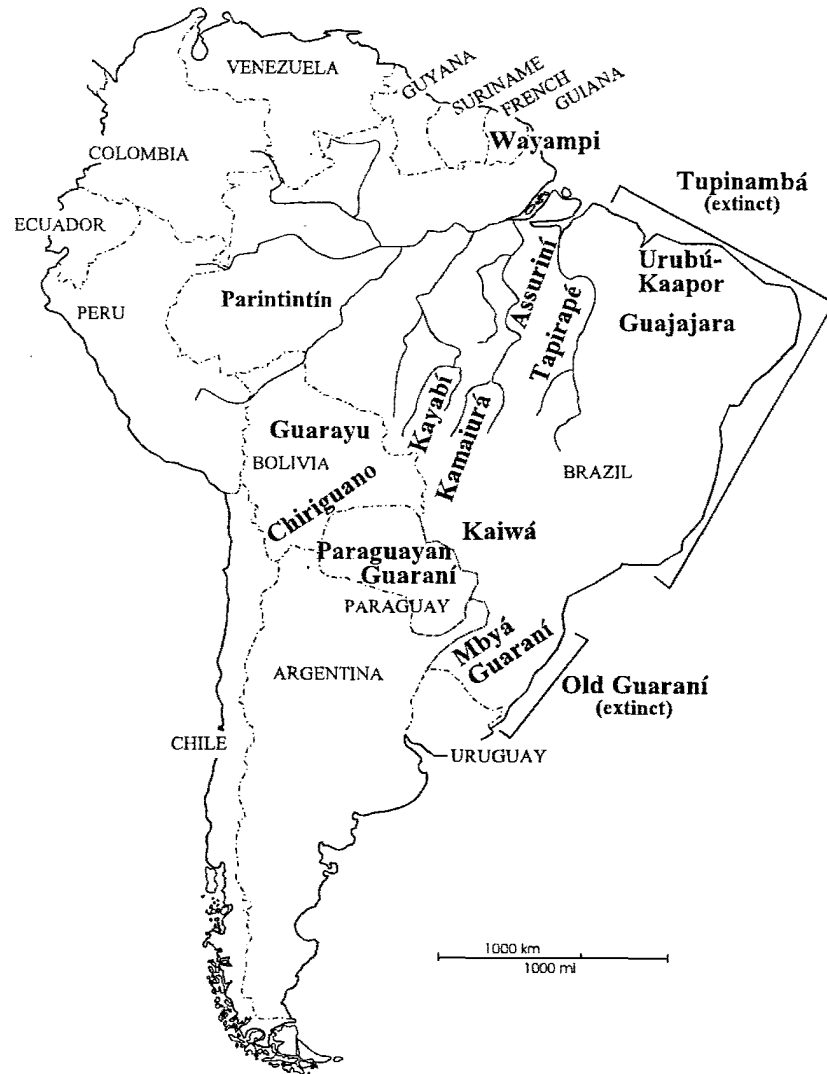 VENEZUELA
GUYANA
SURINAME
FRENCH GUIANA
Wayampi
COLOMBIA
Tupinambá
(extinct)
ECUADOR
Urubú-
Kaapor
Assuriní
Parintintín
PERU
Tapirapé
Guajajara
Kayabí
Kamaiurá
Guarayu
BOLIVIA
BRAZIL
Chiriguano
Kaiwá
Paraguayan
Guaraní
PARAGUAY
Mbyá
Guaraní
ARGENTINA
Old Guaraní
(extinct)
CHILE
URUGUAY
1000 km
1000 mi